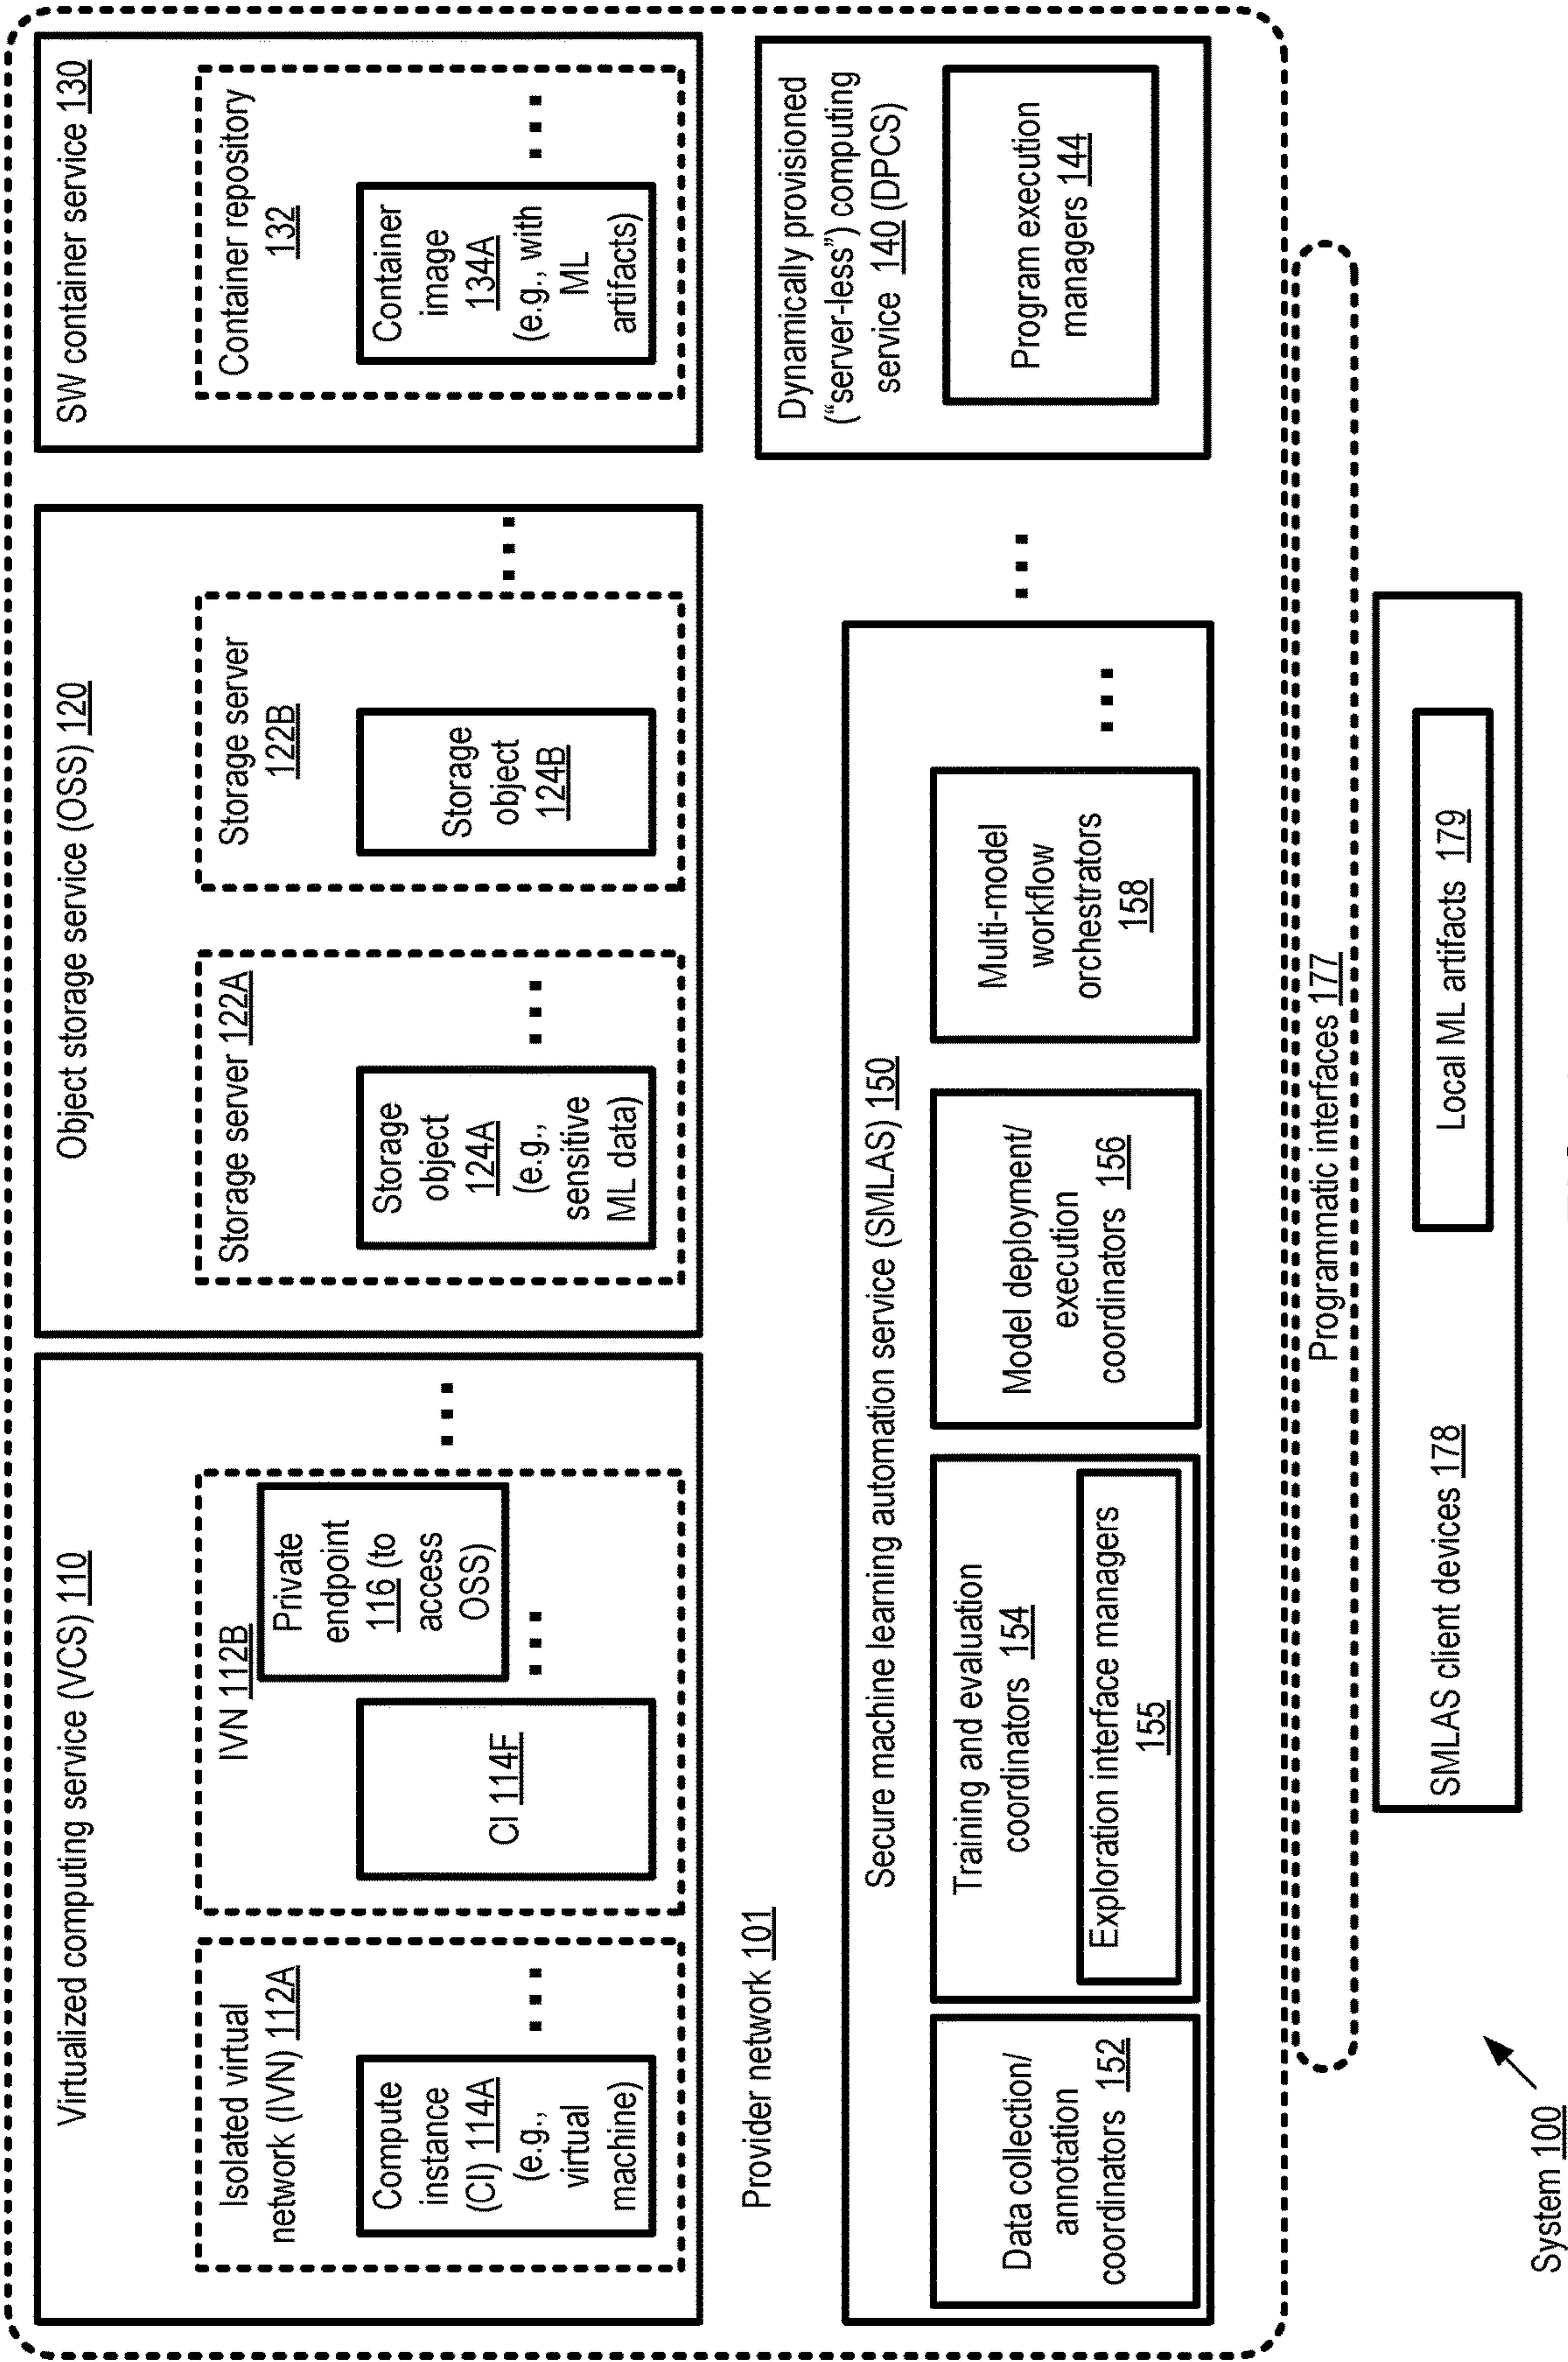 Virtualized computing service (VCS) 110
Isolated virtual
network (IVN) 112A
Compute
instance
(CI) 114A
(e.g.,
virtual
machine)
...
IVN 112B
CI 114F
Private
endpoint
116 (to
access
OSS)
...
...
Object storage service (OSS) 120
Storage server 122A
Storage
object
124A
(e.g.,
sensitive
ML data)
...
Storage server
122B
Storage
object
124B
...
SW container service 130
Container repository
132
Container
image
134A
(e.g., with
ML
artifacts)
...
Provider network 101
Secure machine learning automation service (SMLAS) 150
Data collection/
annotation
coordinators 152
Training and evaluation
coordinators 154
Exploration interface managers
155
Model deployment/
execution
coordinators 156
Multi-model
workflow
orchestrators
158
...
...
Dynamically provisioned
(“server-less”) computing
service 140 (DPCS)
Program execution
managers 144
Programmatic interfaces 177
SMLAS client devices 178
Local ML artifacts 179
System 100